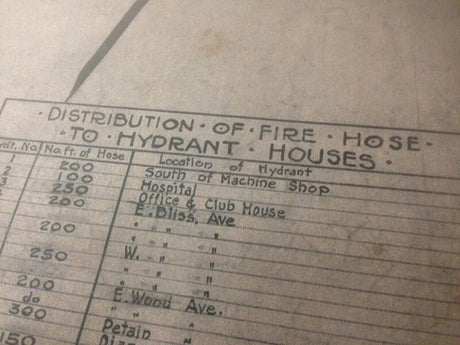 · DISTRIBUTION · OF · FIRE · HOSE ·
· TO · HYDRANT · HOUSES ·
No. No. ft. of Hose Location of Hydrant
1 200 South of Machine Shop
2 100 Hospital
3 250 Office & Club House
200 E. Bliss. Ave
" " "
200 " " "
W. " "
250 " " "
" " "
200 E. Wood Ave.
do " " "
300 Petain "
150